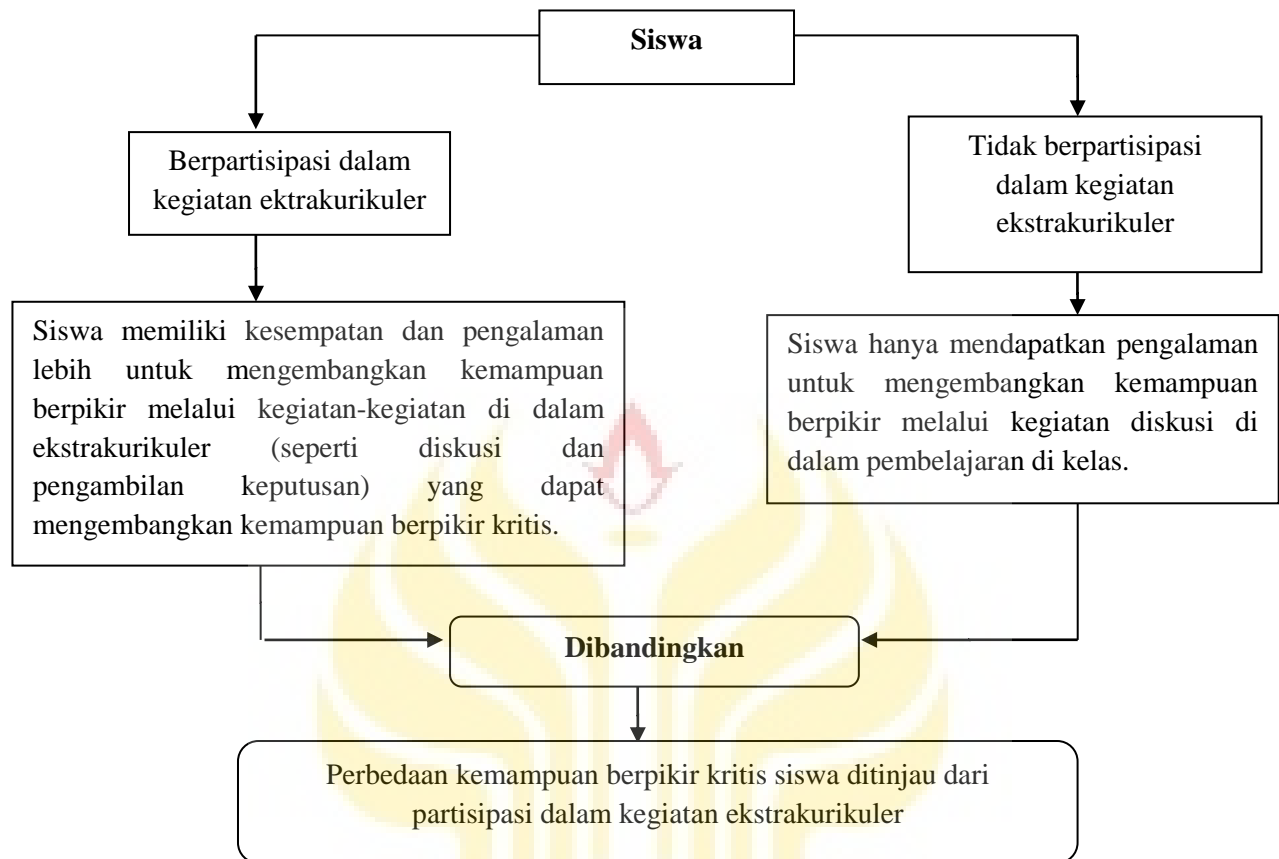 Siswa
Berpartisipasi dalam
kegiatan ektrakurikuler
Tidak berpartisipasi
dalam kegiatan
ekstrakurikuler
Siswa memiliki kesempatan dan pengalaman
lebih untuk mengembangkan kemampuan
berpikir melalui kegiatan-kegiatan di dalam
ekstrakurikuler (seperti diskusi dan
pengambilan keputusan) yang dapat
mengembangkan kemampuan berpikir kritis.
Siswa hanya mendapatkan pengalaman
untuk mengembangkan kemampuan
berpikir melalui kegiatan diskusi di
dalam pembelajaran di kelas.
Dibandingkan
Perbedaan kemampuan berpikir kritis siswa ditinjau dari
partisipasi dalam kegiatan ekstrakurikuler